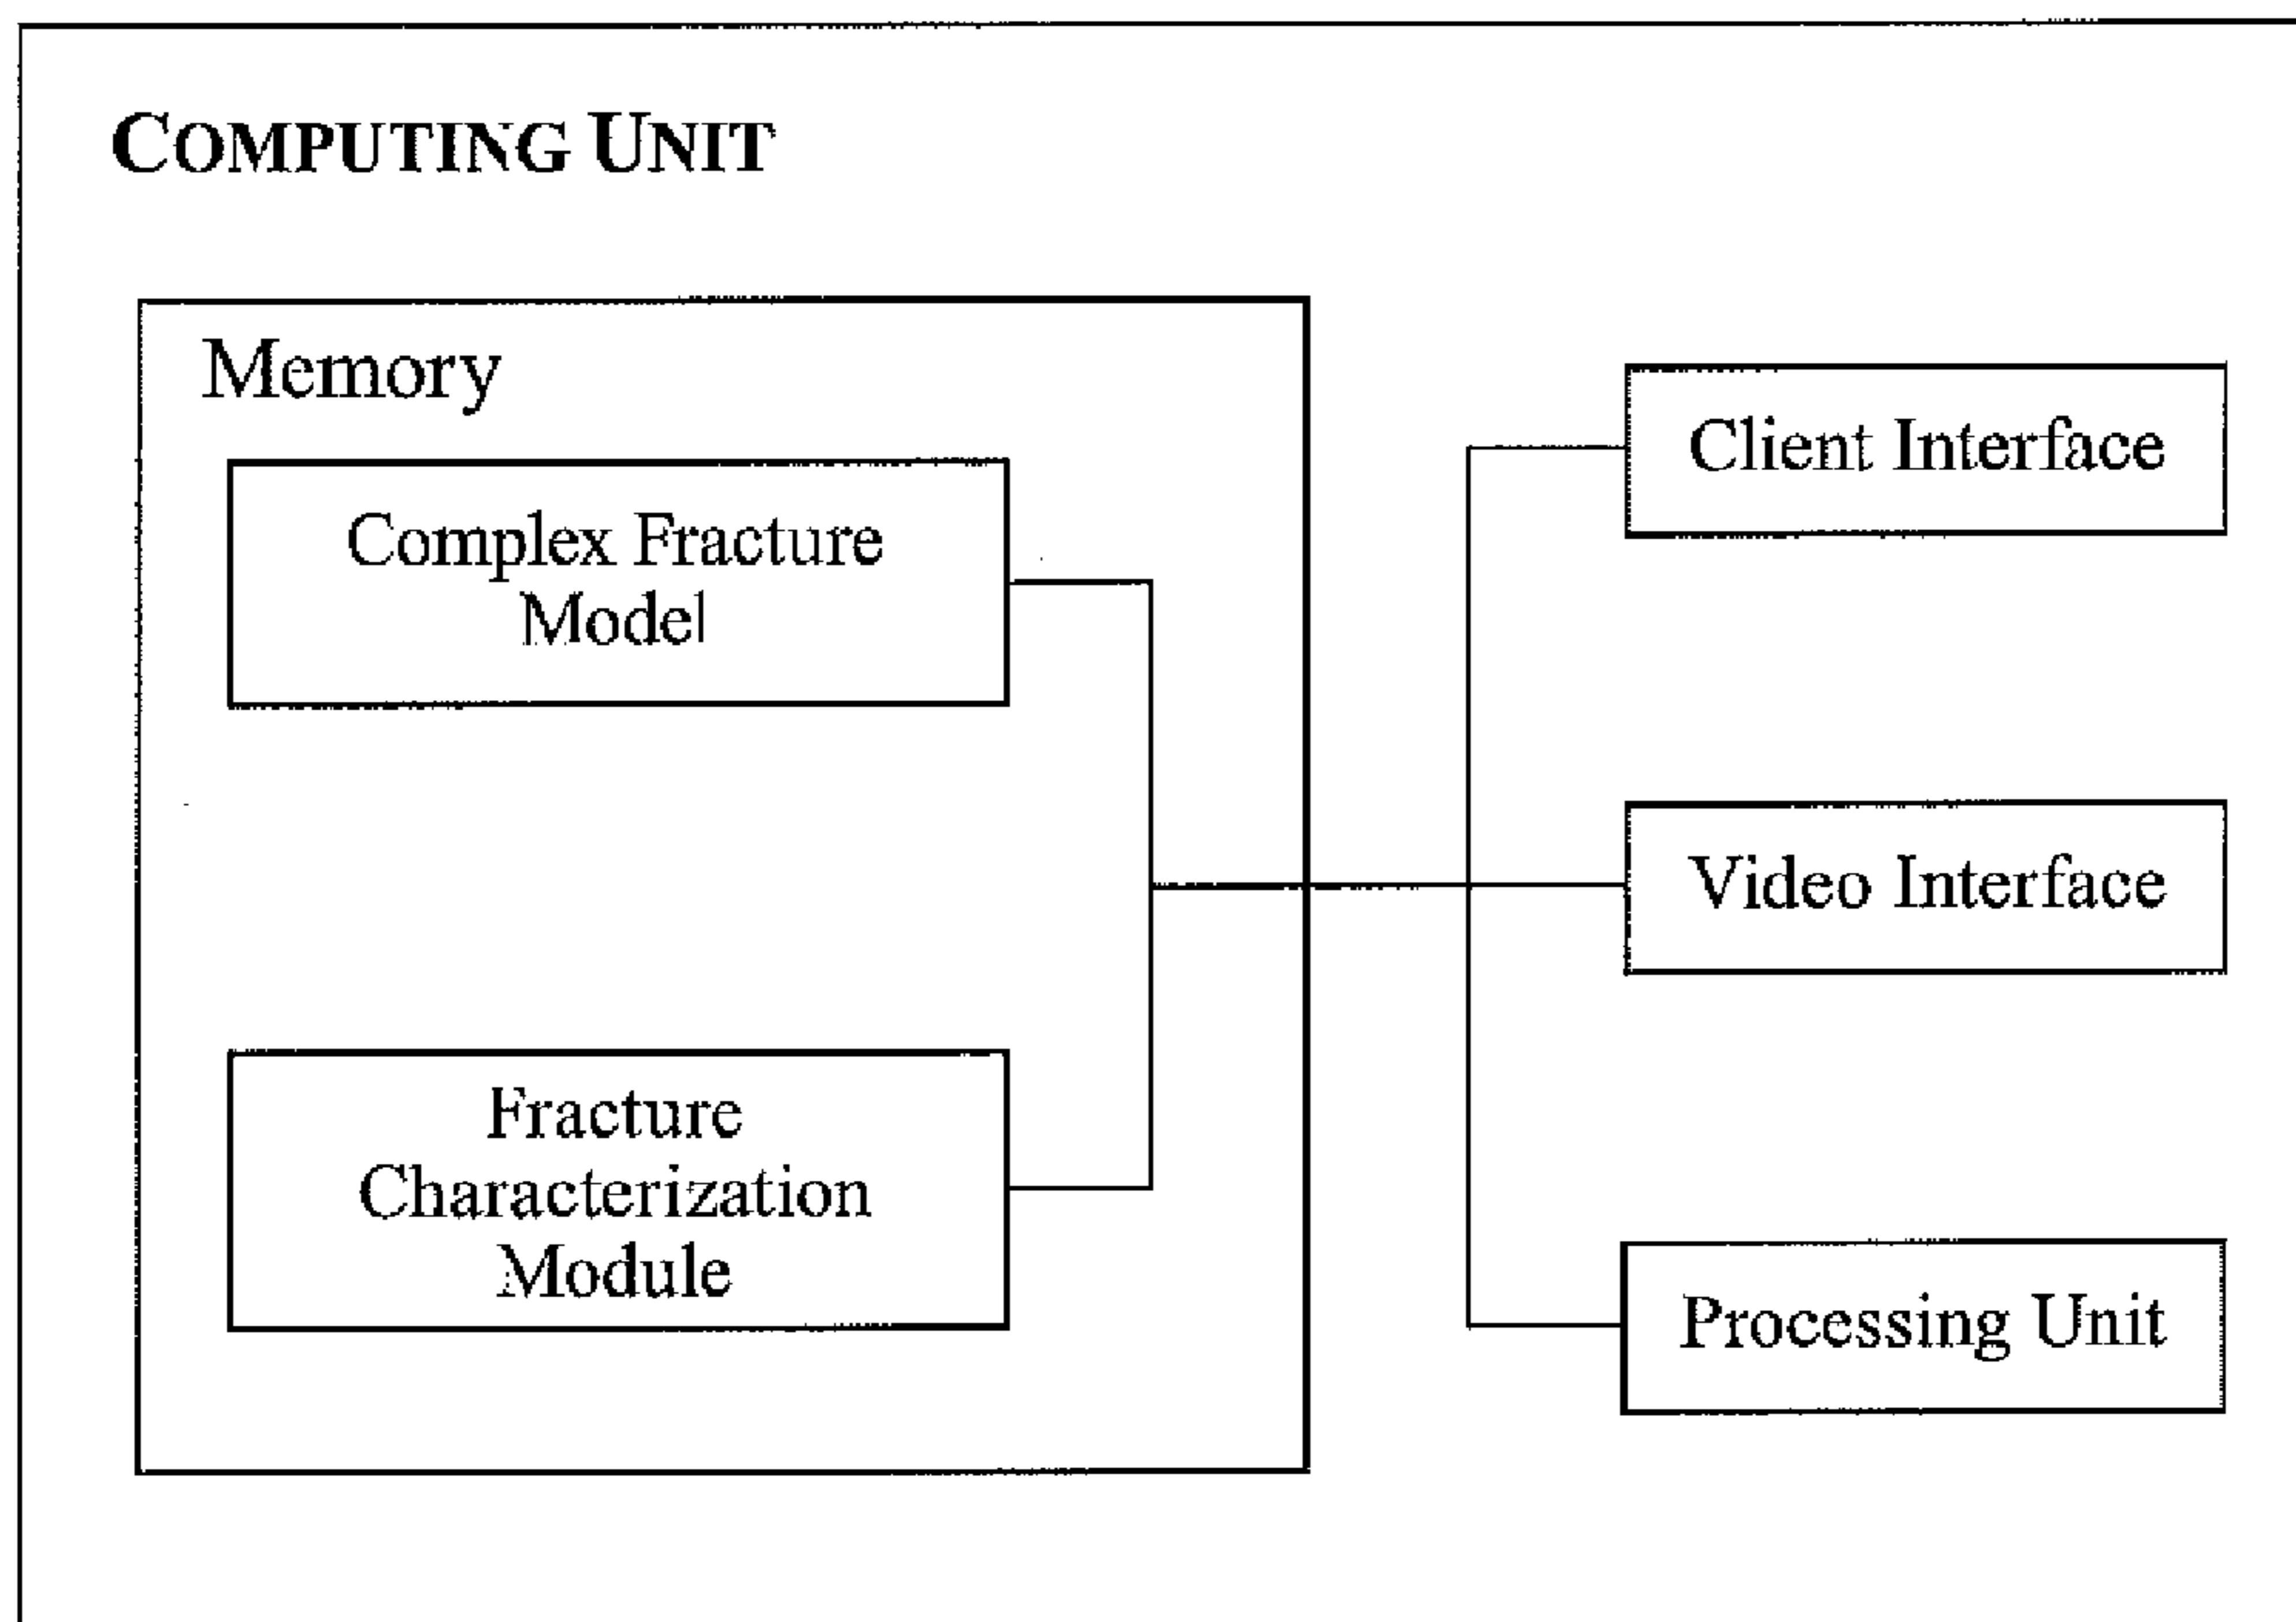 COMPUTING UNIT
Memory
Complex Fracture
Model
Fracture
Characterization
Module
Client Interface
Video Interface
Processing Unit